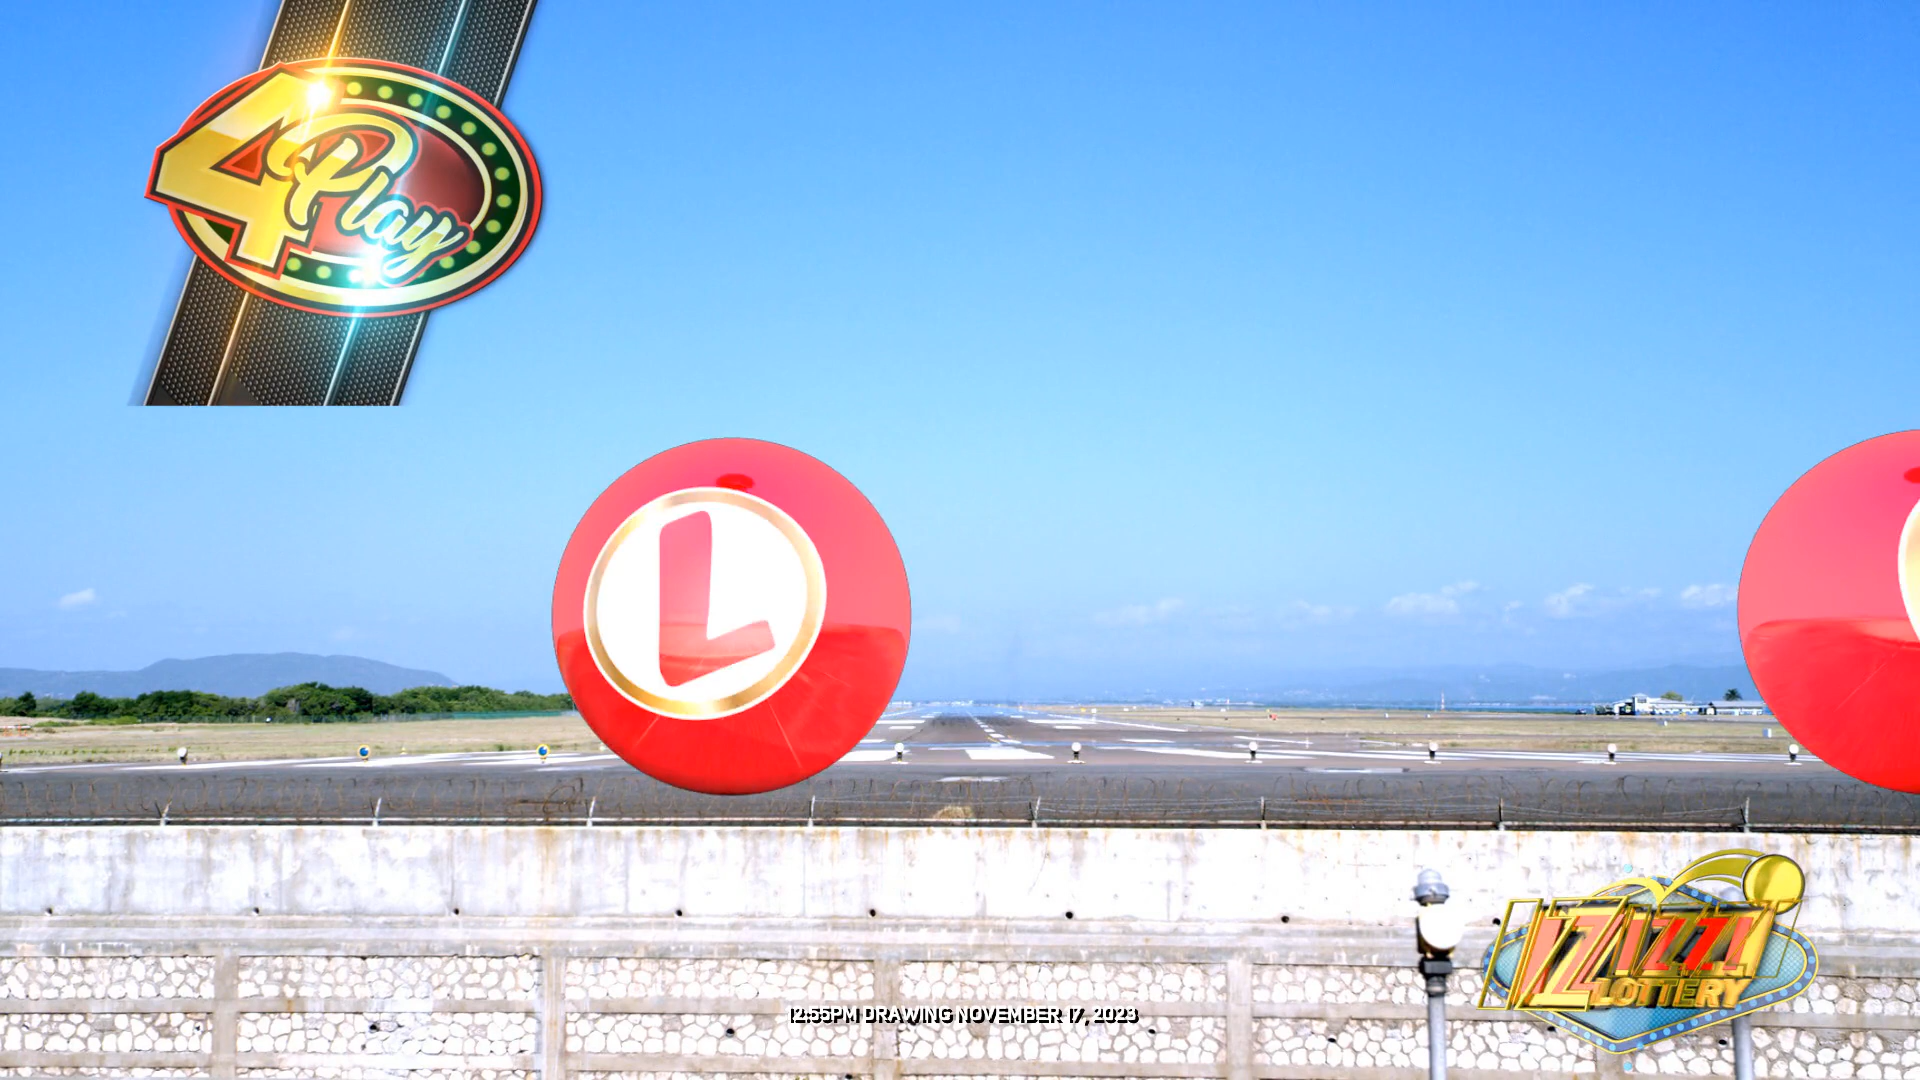 4Play
L
IZIZZI
LOTTERY
12:55PM DRAWING NOVEMBER 17, 2023